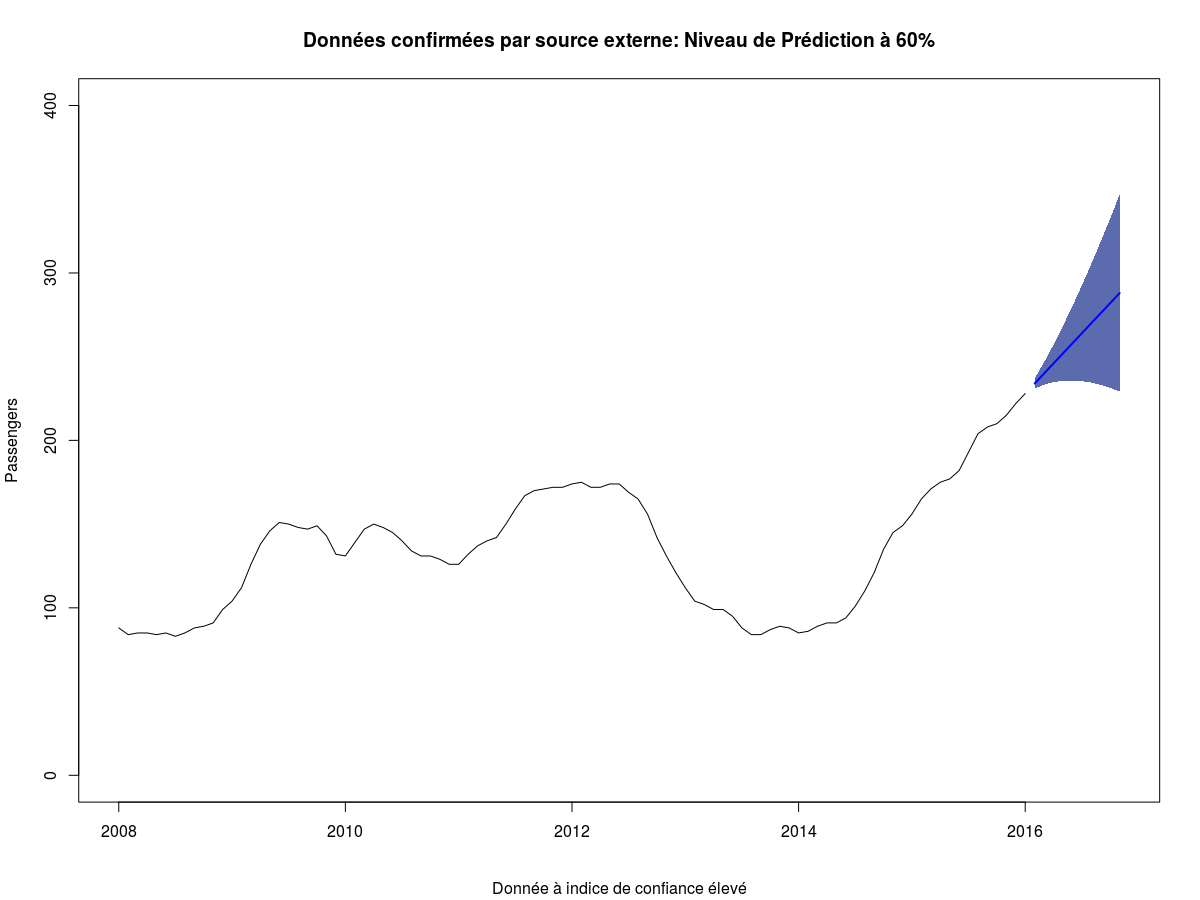 Données confirmées par source externe: Niveau de Prédiction à 60%
400
300
200
100
0
Passengers
2008 2010 2012 2014 2016
Donnée à indice de confiance élevé